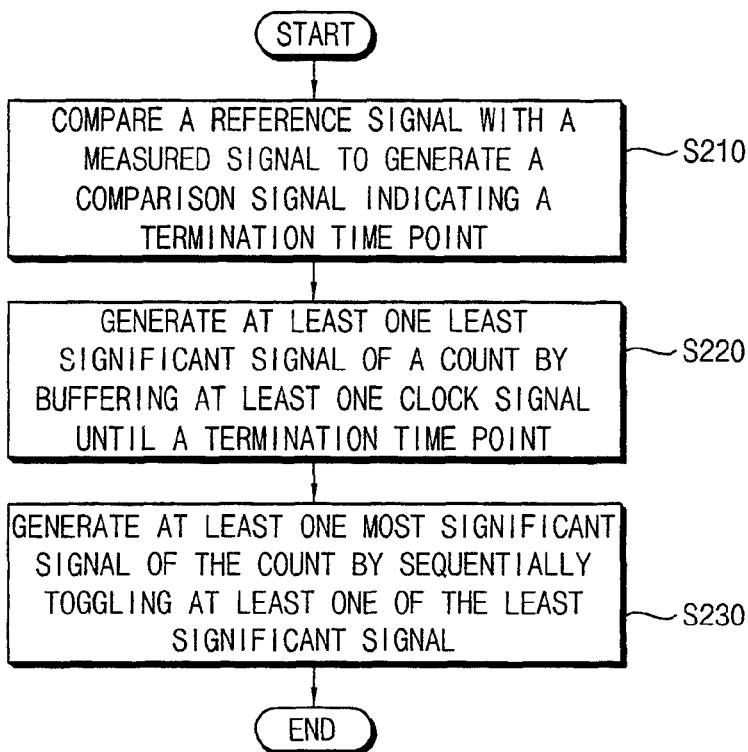 START
COMPARE A REFERENCE SIGNAL WITH A
MEASURED SIGNAL TO GENERATE A
COMPARISON SIGNAL INDICATING A
TERMINATION TIME POINT
S210
GENERATE AT LEAST ONE LEAST
SIGNIFICANT SIGNAL OF A COUNT BY
BUFFERING AT LEAST ONE CLOCK SIGNAL
UNTIL A TERMINATION TIME POINT
S220
GENERATE AT LEAST ONE MOST SIGNIFICANT
SIGNAL OF THE COUNT BY SEQUENTIALLY
TOGGLING AT LEAST ONE OF THE LEAST
SIGNIFICANT SIGNAL
S230
END